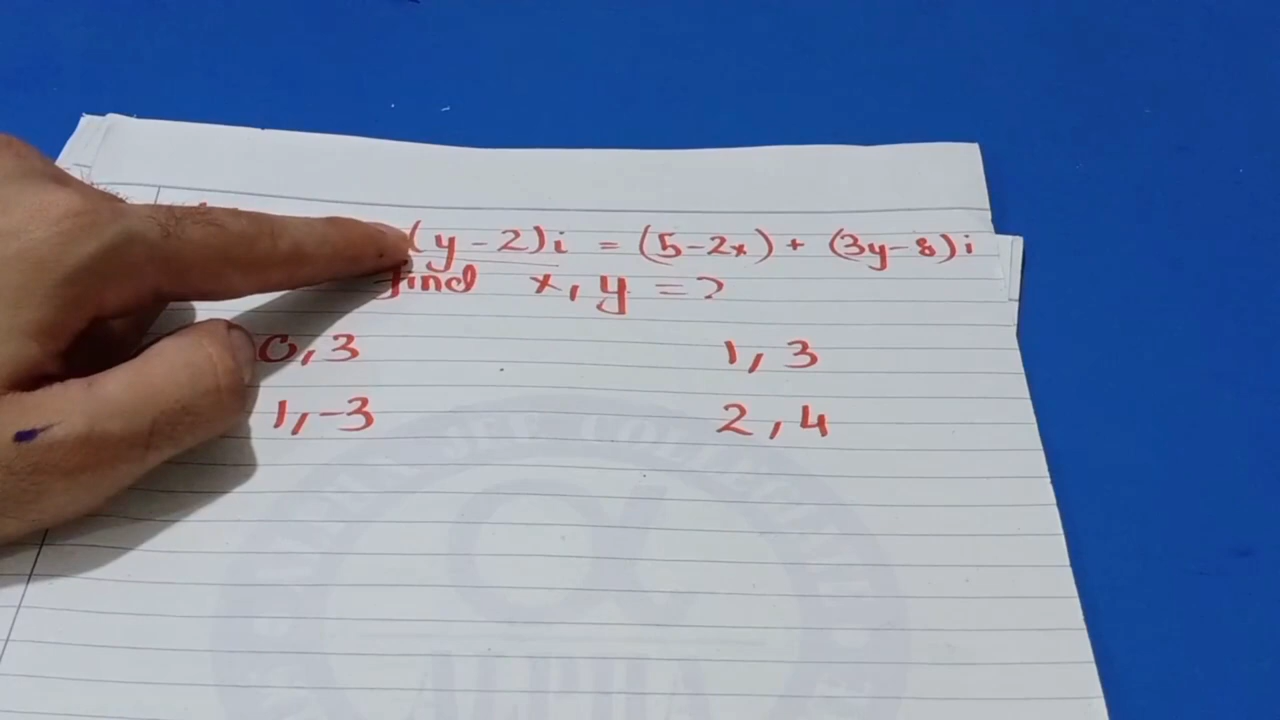 (y-2)i = (5-2x) + (3y-8)i
find x, y = ?
0, 3 1, 3
1, -3 2, 4